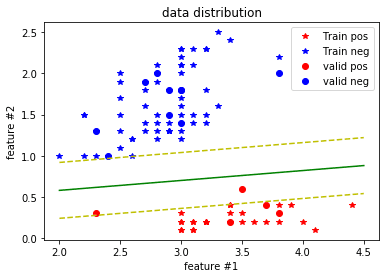 data distribution
Train pos
Train neg
valid pos
valid neg
2.5
2.0
1.5
1.0
0.5
0.0
feature #2
2.0 2.5 3.0 3.5 4.0 4.5
feature #1